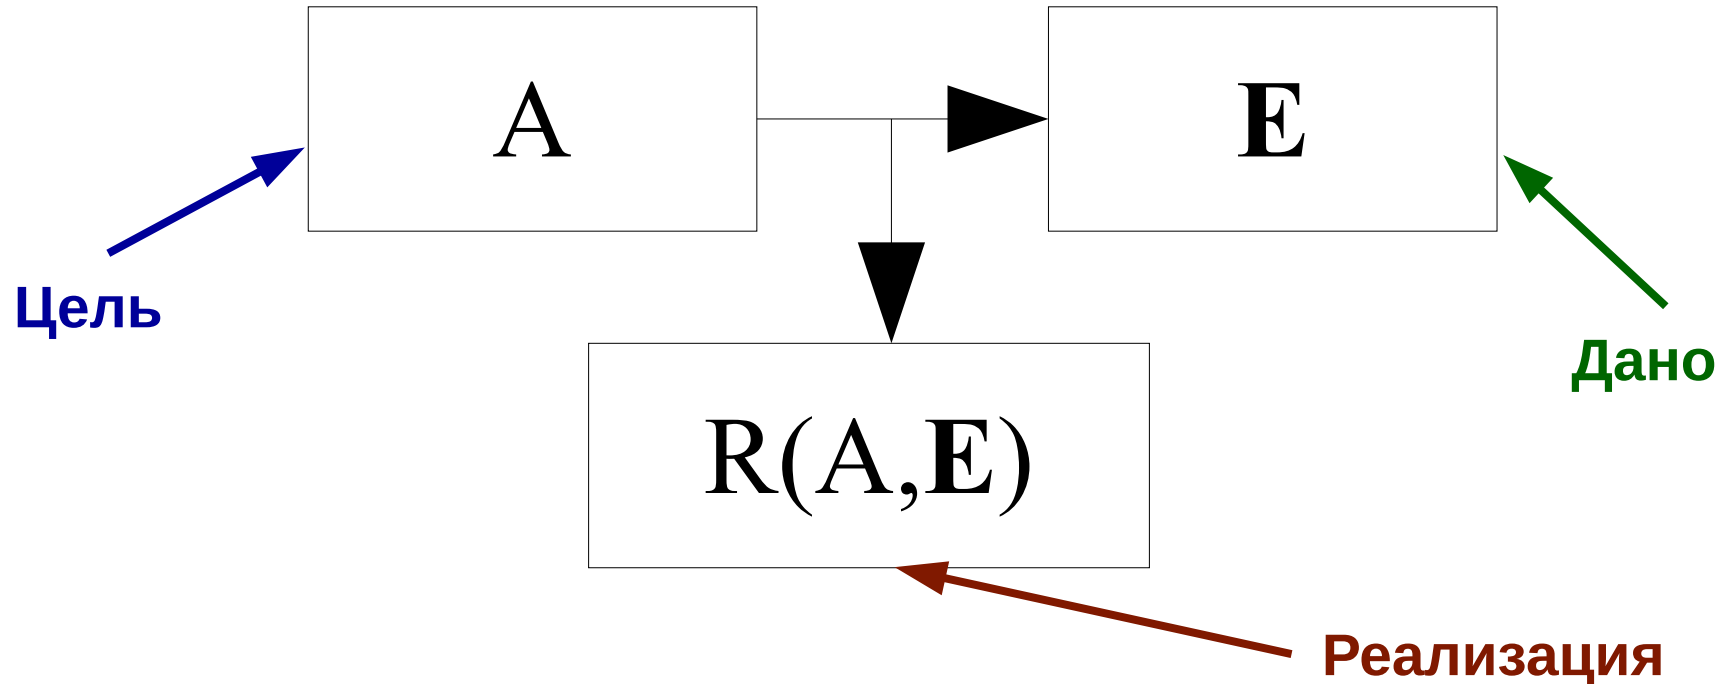 A
E
Цель
Дано
R(A,E)
Реализация